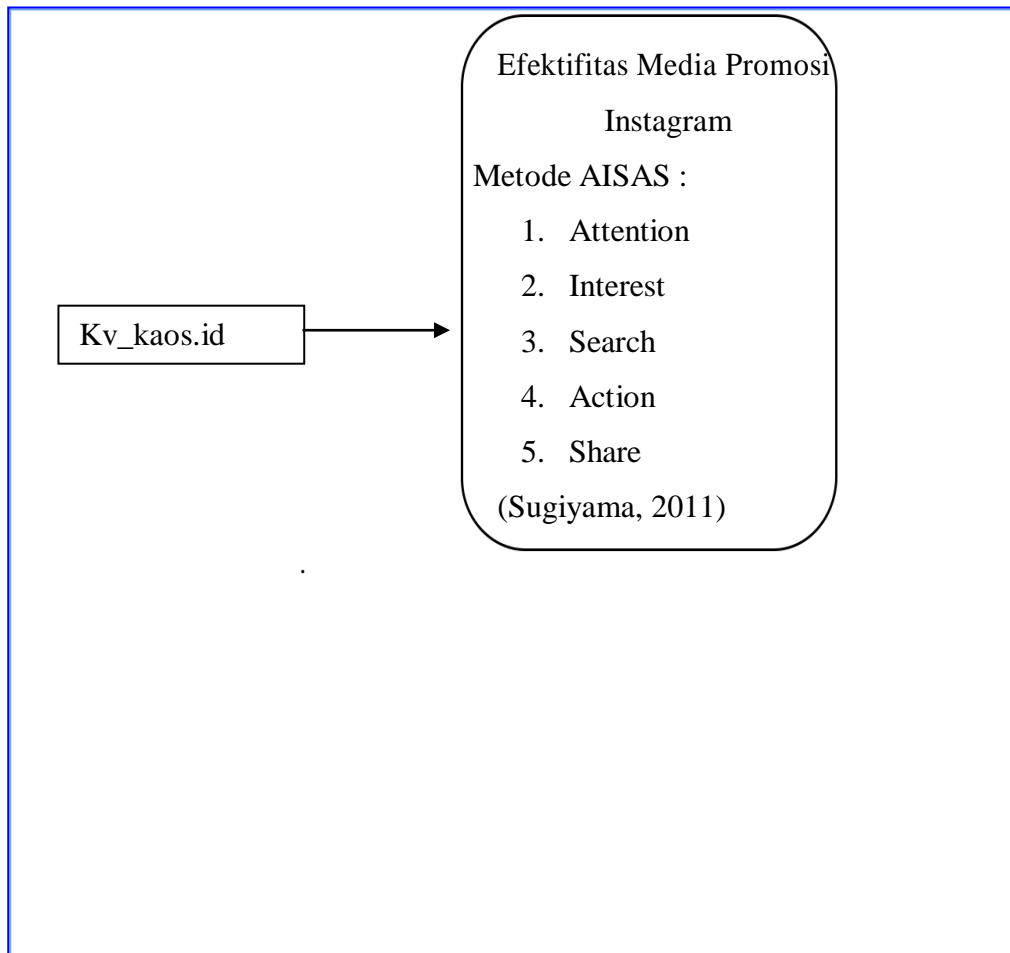 Efektifitas Media Promosi
Instagram
Metode AISAS :
1. Attention
2. Interest
Kv_kaos.id
3. Search
4. Action
5. Share
(Sugiyama, 2011)
.